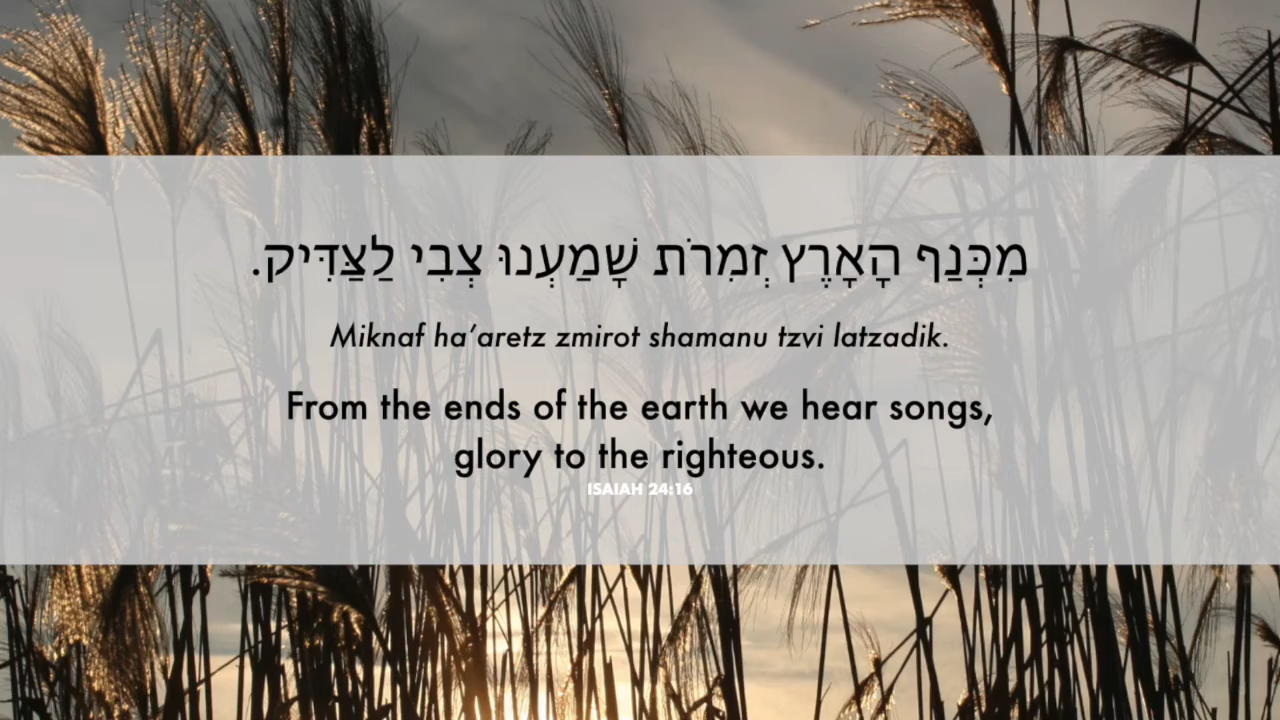 מִכְּנַף הָאָרֶץ זְמִרֹת שָׁמַעְנוּ צְבִי לַצַּדִּיק.
Miknaf ha’aretz zmirot shamanu tzvi latzadik.
From the ends of the earth we hear songs,
glory to the righteous.
ISAIAH 24:16